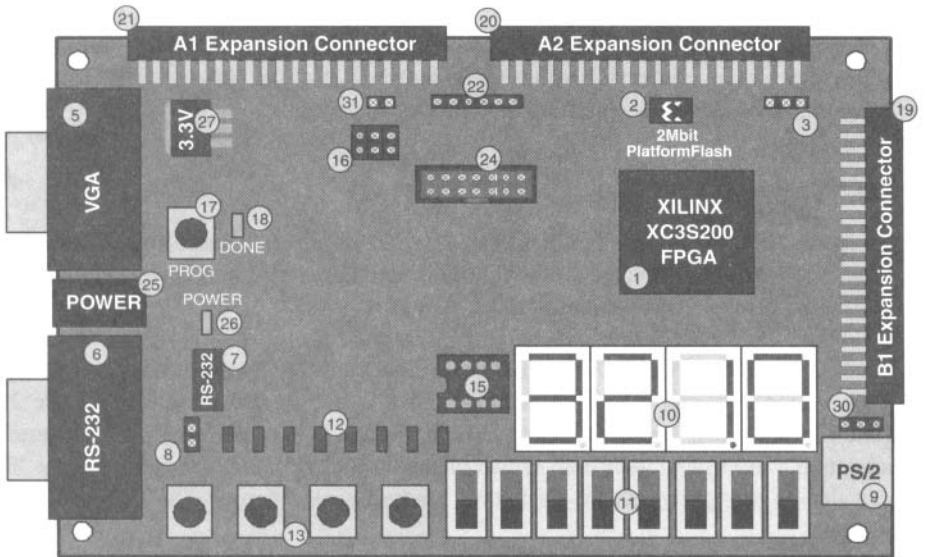 21
A1 Expansion Connector
20
A2 Expansion Connector
5
VGA
27
3.3V
31
22
2
2Mbit
PlatformFlash
3
19
B1 Expansion Connector
16
24
17
PROG
18
DONE
XILINX
XC3S200
FPGA
1
25
POWER
POWER
26
6
RS-232
7
RS-232
15
10
30
8
12
PS/2
9
13
11